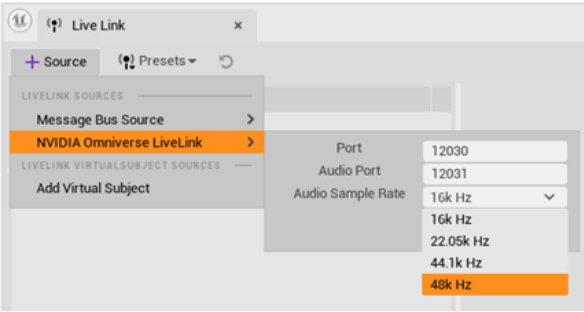 Live Link ×
+ Source Presets
LIVELINK SOURCES
Message Bus Source
NVIDIA Omniverse LiveLink
LIVELINK VIRTUALSUBJECT SOURCES
Add Virtual Subject
Port 12030
Audio Port 12031
Audio Sample Rate 16k Hz
16k Hz
22.05k Hz
44.1k Hz
48k Hz